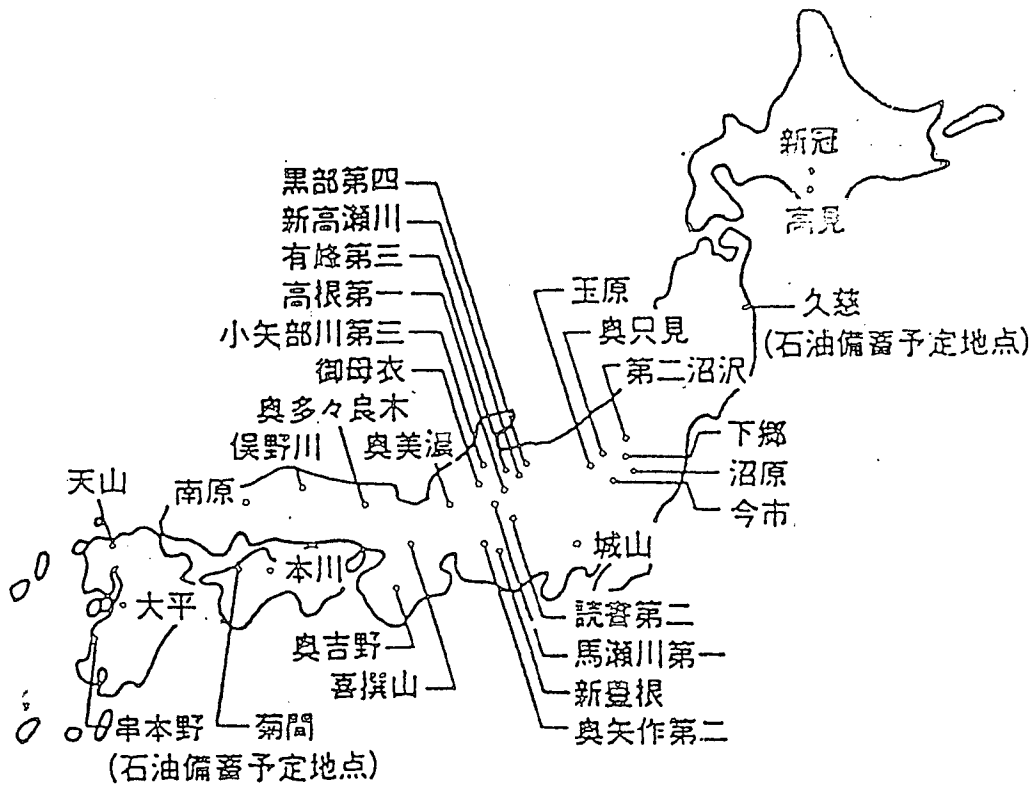 新冠
高見
黒部第四
新高瀬川
有峰第三
高根第一
小矢部川第三
御母衣
奥多々良木
俣野川
奥美濃
天山
南原
玉原
奥只見
第二沼沢
久慈
(石油備蓄予定地点)
下郷
沼原
今市
城山
本川
大平
読書第二
馬瀬川第一
新豊根
奥矢作第二
奥吉野
喜撰山
串本野
菊間
(石油備蓄予定地点)